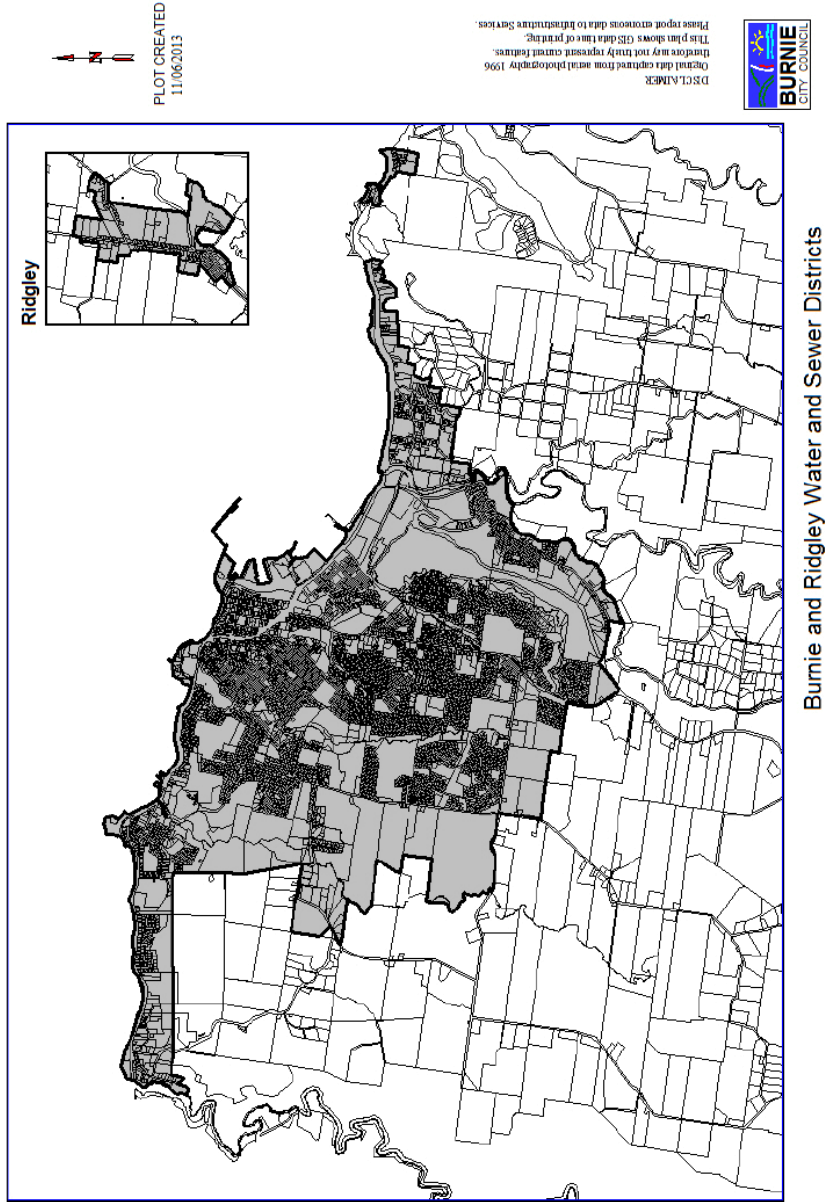 Ridgley
N
PLOT CREATED
11/06/2013
DISCLAIMER
Orginal data captured from aerial photography 1996
therefore may not truly represent current features.
This plan shows GIS data time of printing.
Please report erroneous data to Infrastructure Services.
BURNIE
CITY COUNCIL
Burnie and Ridgley Water and Sewer Districts